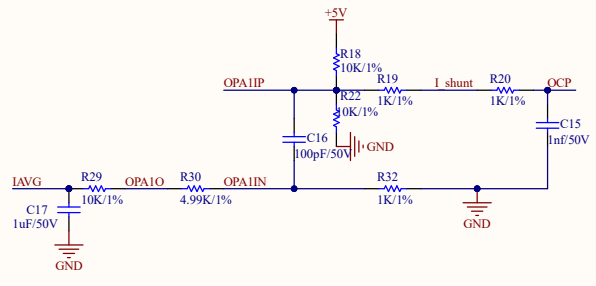 +5V
R18
10K/1%
OPA1IP
R19
1K/1%
I_shunt
R20
1K/1%
OCP
R22
10K/1%
C16
100pF/50V
GND
C15
1nf/50V
IAVG
R29
10K/1%
OPA1O
R30
4.99K/1%
OPA1IN
R32
1K/1%
C17
1uF/50V
GND
GND